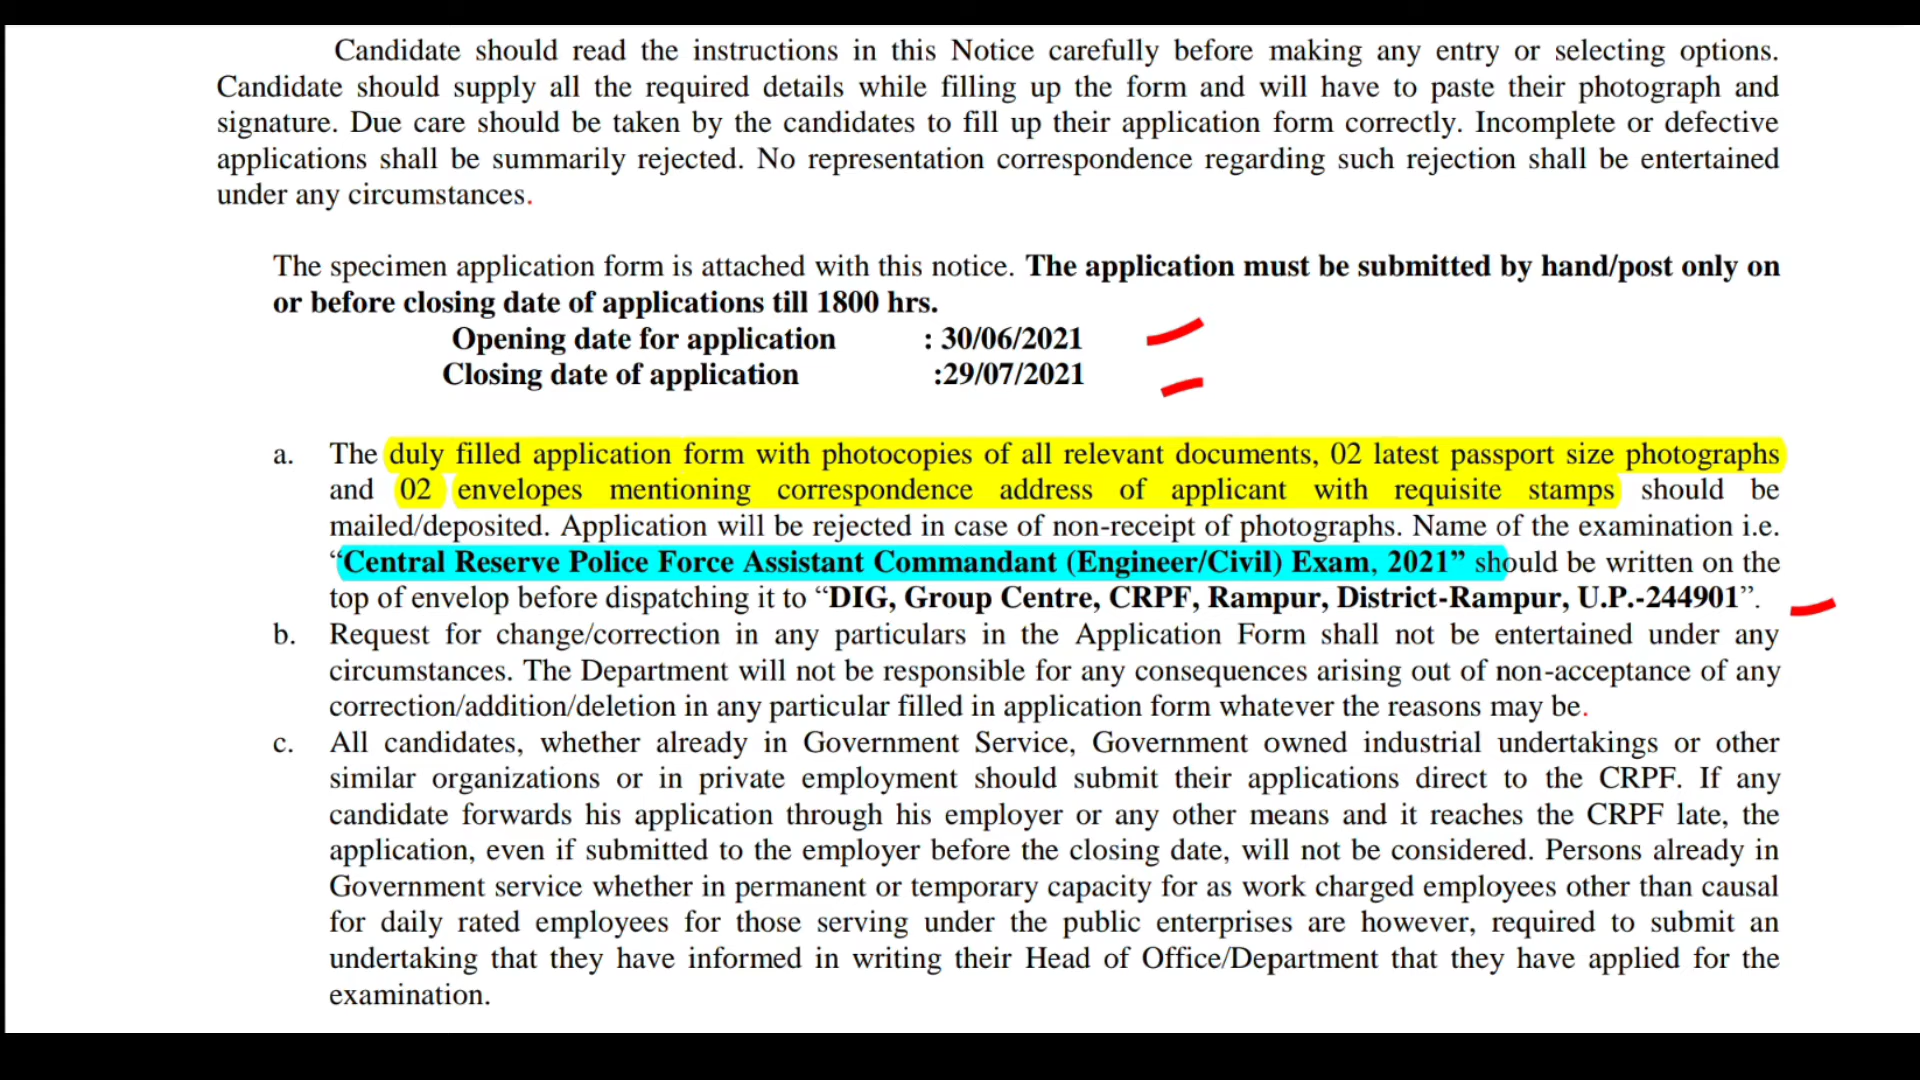 Candidate should read the instructions in this Notice carefully before making any entry or selecting options.
Candidate should supply all the required details while filling up the form and will have to paste their photograph and
signature. Due care should be taken by the candidates to fill up their application form correctly. Incomplete or defective
applications shall be summarily rejected. No representation correspondence regarding such rejection shall be entertained
under any circumstances.
The specimen application form is attached with this notice. The application must be submitted by hand/post only on
or before closing date of applications till 1800 hrs.
Opening date for application : 30/06/2021
Closing date of application :29/07/2021
a. The duly filled application form with photocopies of all relevant documents, 02 latest passport size photographs
and 02 envelopes mentioning correspondence address of applicant with requisite stamps should be
mailed/deposited. Application will be rejected in case of non-receipt of photographs. Name of the examination i.e.
“Central Reserve Police Force Assistant Commandant (Engineer/Civil) Exam, 2021” should be written on the
top of envelop before dispatching it to “DIG, Group Centre, CRPF, Rampur, District-Rampur, U.P.-244901”.
b. Request for change/correction in any particulars in the Application Form shall not be entertained under any
circumstances. The Department will not be responsible for any consequences arising out of non-acceptance of any
correction/addition/deletion in any particular filled in application form whatever the reasons may be.
c. All candidates, whether already in Government Service, Government owned industrial undertakings or other
similar organizations or in private employment should submit their applications direct to the CRPF. If any
candidate forwards his application through his employer or any other means and it reaches the CRPF late, the
application, even if submitted to the employer before the closing date, will not be considered. Persons already in
Government service whether in permanent or temporary capacity for as work charged employees other than causal
for daily rated employees for those serving under the public enterprises are however, required to submit an
undertaking that they have informed in writing their Head of Office/Department that they have applied for the
examination.